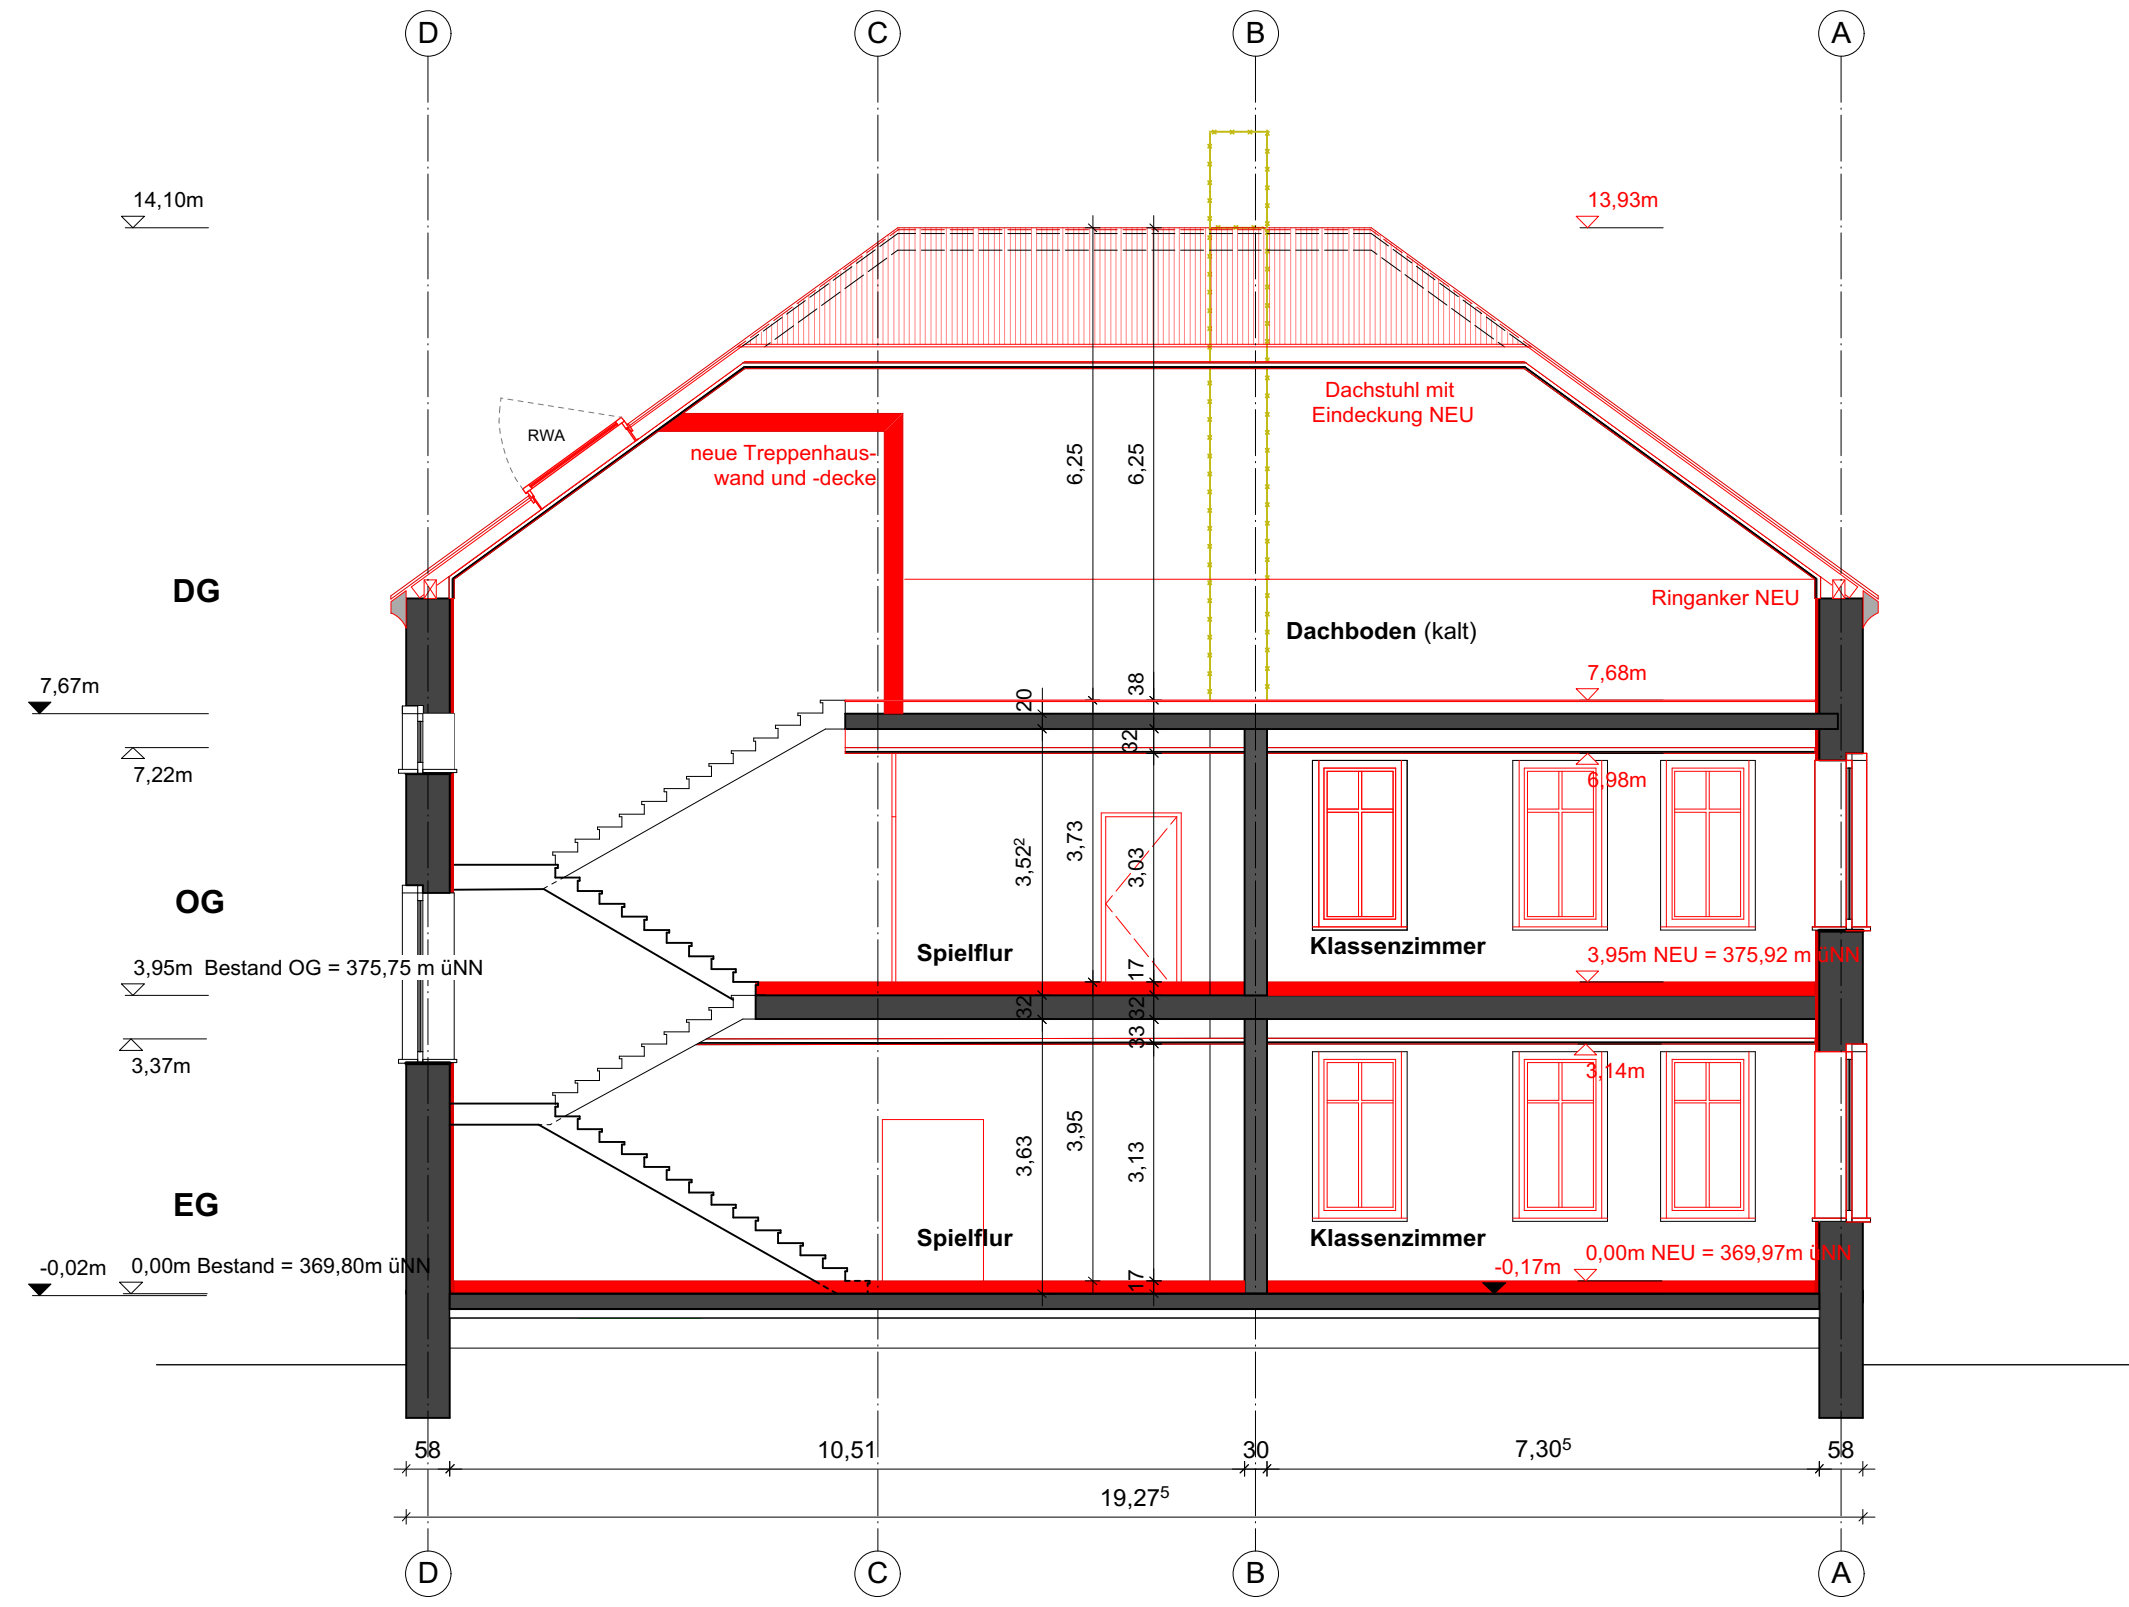 D C B A
14,10m
13,93m
Dachstuhl mit
Eindeckung NEU
RWA
neue Treppenhaus-
wand und -decke
6,25
6,25
DG
Ringanker NEU
Dachboden (kalt)
7,67m
7,68m
20
38
32
7,22m
6,98m
3,52²
3,73
3,03
OG
Spielflur
Klassenzimmer
3,95m Bestand OG = 375,75 m üNN
3,95m NEU = 375,92 m üNN
17
32
32
33
3,37m
3,14m
3,63
3,95
3,13
EG
Spielflur
Klassenzimmer
-0,02m
0,00m Bestand = 369,80m üNN
-0,17m
0,00m NEU = 369,97m üNN
17
58
10,51
30
7,30⁵
58
19,27⁵
D C B A